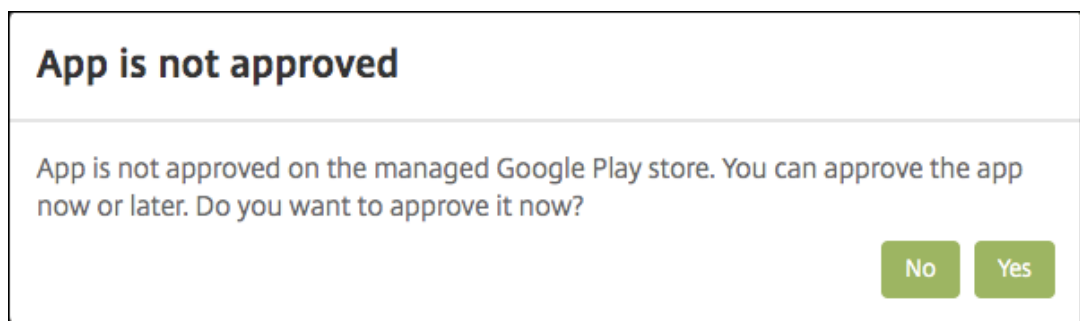 App is not approved
App is not approved on the managed Google Play store. You can approve the app
now or later. Do you want to approve it now?
No
Yes